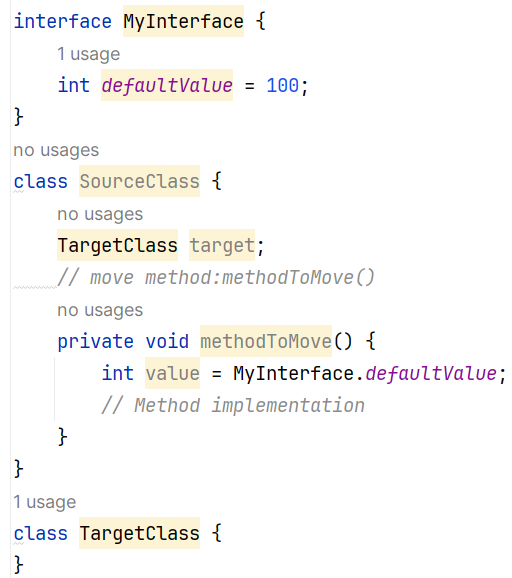 interface MyInterface {
1 usage
int defaultValue = 100;
}
no usages
class SourceClass {
no usages
TargetClass target;
// move method:methodToMove()
no usages
private void methodToMove() {
int value = MyInterface.defaultValue;
// Method implementation
}
}
1 usage
class TargetClass {
}